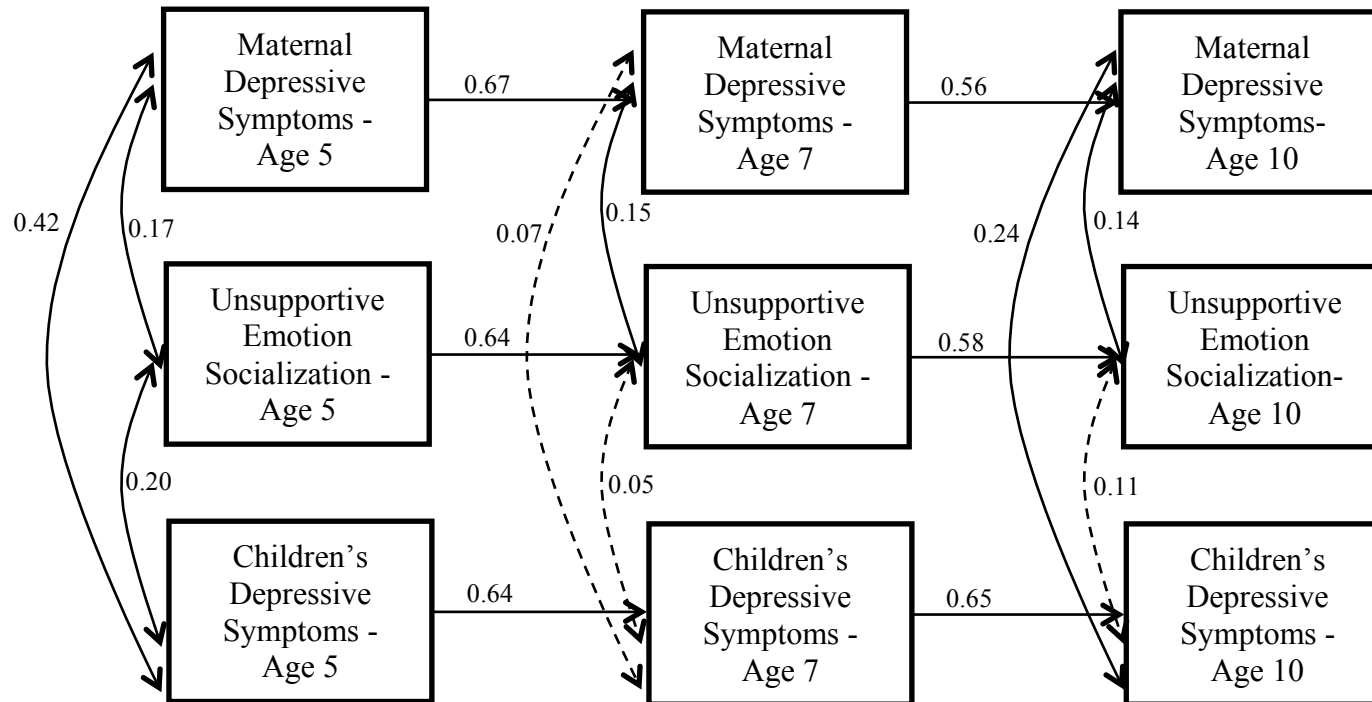 Maternal
Depressive
Symptoms -
Age 5
0.67
Maternal
Depressive
Symptoms -
Age 7
0.56
Maternal
Depressive
Symptoms-
Age 10
0.42
0.17
0.07
0.15
0.24
0.14
Unsupportive
Emotion
Socialization -
Age 5
0.64
Unsupportive
Emotion
Socialization -
Age 7
0.58
Unsupportive
Emotion
Socialization-
Age 10
0.20
0.05
0.11
Children’s
Depressive
Symptoms -
Age 5
0.64
Children’s
Depressive
Symptoms -
Age 7
0.65
Children’s
Depressive
Symptoms -
Age 10